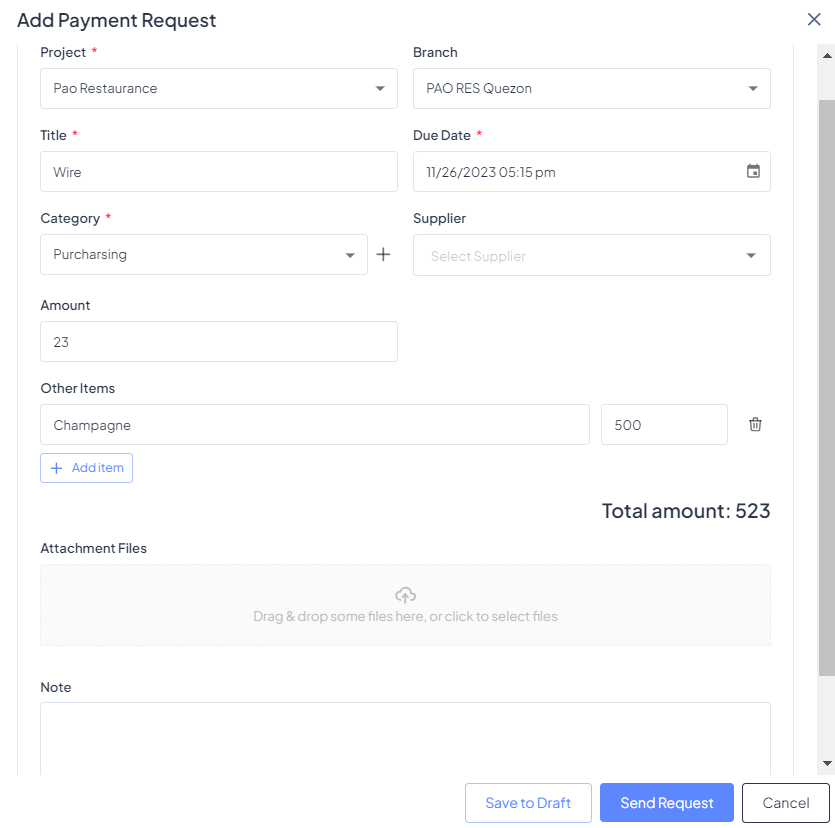 Add Payment Request
Project *
Branch
Pao Restaurance
PAO RES Quezon
Title *
Due Date *
Wire
11/26/2023 05:15 pm
Category *
Supplier
Purcharsing
Select Supplier
Amount
23
Other Items
Champagne
500
Add item
Total amount: 523
Attachment Files
Drag & drop some files here, or click to select files
Note
Save to Draft
Send Request
Cancel